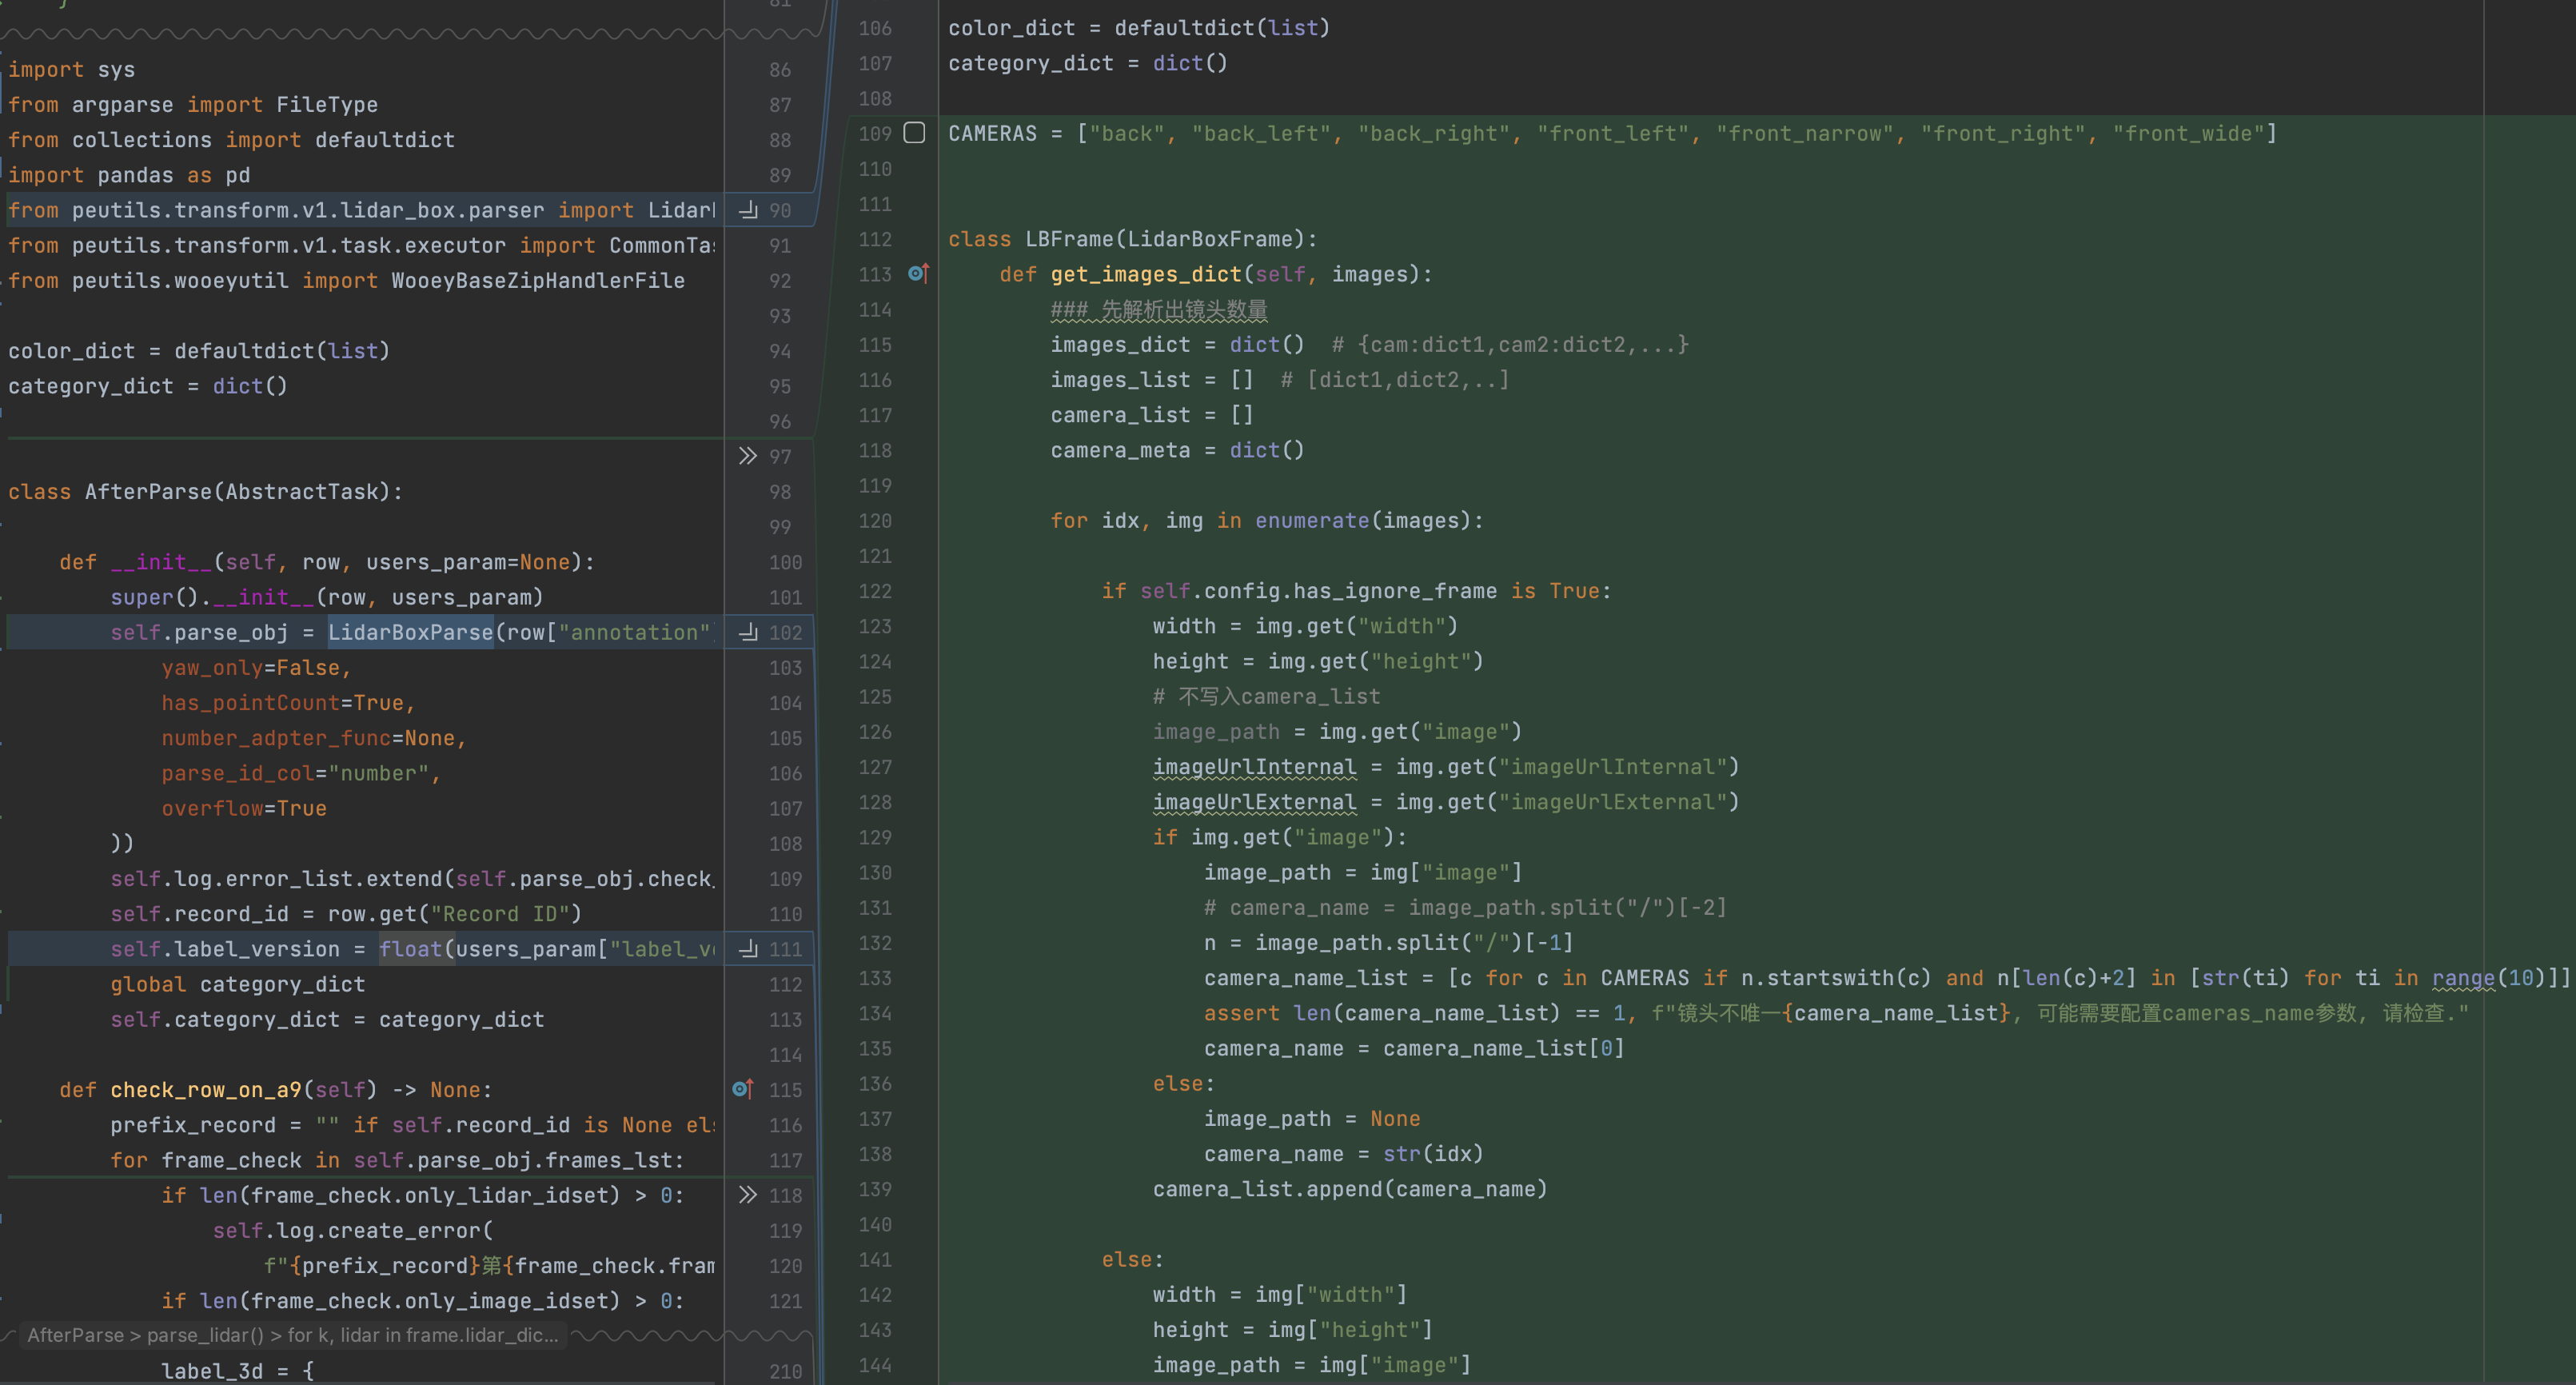 81
import sys
86
from argparse import FileType
87
from collections import defaultdict
88
import pandas as pd
89
from peutils.transform.v1.lidar_box.parser import
90
from peutils.transform.v1.task.executor import
91
from peutils.wooeyutil import WooeyBaseZipHandlerFile
92
93
color_dict = defaultdict(list)
94
category_dict = dict()
95
96
97
class AfterParse(AbstractTask):
98
99
def __init__(self, row, users_param=None):
100
super().__init__(row, users_param)
101
self.parse_obj = LidarBoxParse(row["annotation"
102
yaw_only=False,
103
has_pointCount=True,
104
number_adpter_func=None,
105
parse_id_col="number",
106
overflow=True
107
))
108
self.log.error_list.extend(self.parse_obj.check_
109
self.record_id = row.get("Record ID")
110
self.label_version = float(users_param["label_v
111
global category_dict
112
self.category_dict = category_dict
113
114
def check_row_on_a9(self) -> None:
115
prefix_record = "" if self.record_id is None
116
for frame_check in self.parse_obj.frames_lst:
117
if len(frame_check.only_lidar_idset) > 0:
118
self.log.create_error(
119
f"{prefix_record}第{frame_check.fram
120
if len(frame_check.only_image_idset) > 0:
121
AfterParse > parse_lidar() > for k, lidar in frame.lidar_dic...
label_3d = {
210
106 color_dict = defaultdict(list)
107 category_dict = dict()
108
109 CAMERAS = ["back", "back_left", "back_right", "front_left", "front_narrow", "front_right", "front_wide"]
110
111
112 class LBFrame(LidarBoxFrame):
113 def get_images_dict(self, images):
114 ### 先解析出镜头数量
115 images_dict = dict() # {cam:dict1,cam2:dict2,...}
116 images_list = [] # [dict1,dict2,..]
117 camera_list = []
118 camera_meta = dict()
119
120 for idx, img in enumerate(images):
121
122 if self.config.has_ignore_frame is True:
123 width = img.get("width")
124 height = img.get("height")
125 # 不写入camera_list
126 image_path = img.get("image")
127 imageUrlInternal = img.get("imageUrlInternal")
128 imageUrlExternal = img.get("imageUrlExternal")
129 if img.get("image"):
130 image_path = img["image"]
131 # camera_name = image_path.split("/")[-2]
132 n = image_path.split("/")[-1]
133 camera_name_list = [c for c in CAMERAS if n.startswith(c) and n[len(c)+2] in [str(ti) for ti in range(10)]]
134 assert len(camera_name_list) == 1, f"镜头不唯一{camera_name_list}, 可能需要配置cameras_name参数, 请检查."
135 camera_name = camera_name_list[0]
136 else:
137 image_path = None
138 camera_name = str(idx)
139 camera_list.append(camera_name)
140
141 else:
142 width = img["width"]
143 height = img["height"]
144 image_path = img["image"]